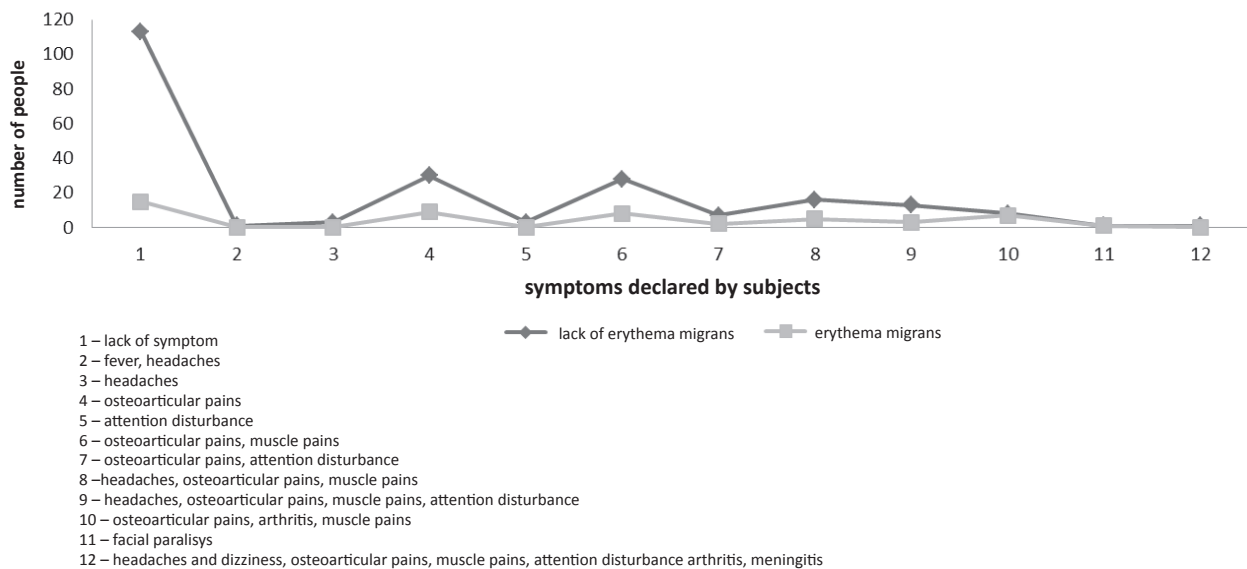 120
100
80
60
40
20
0
number of people
1 2 3 4 5 6 7 8 9 10 11 12
symptoms declared by subjects
lack of erythema migrans erythema migrans
1 – lack of symptom
2 – fever, headaches
3 – headaches
4 – osteoarticular pains
5 – attention disturbance
6 – osteoarticular pains, muscle pains
7 – osteoarticular pains, attention disturbance
8 –headaches, osteoarticular pains, muscle pains
9 – headaches, osteoarticular pains, muscle pains, attention disturbance
10 – osteoarticular pains, arthritis, muscle pains
11 – facial paralisys
12 – headaches and dizziness, osteoarticular pains, muscle pains, attention disturbance arthritis, meningitis